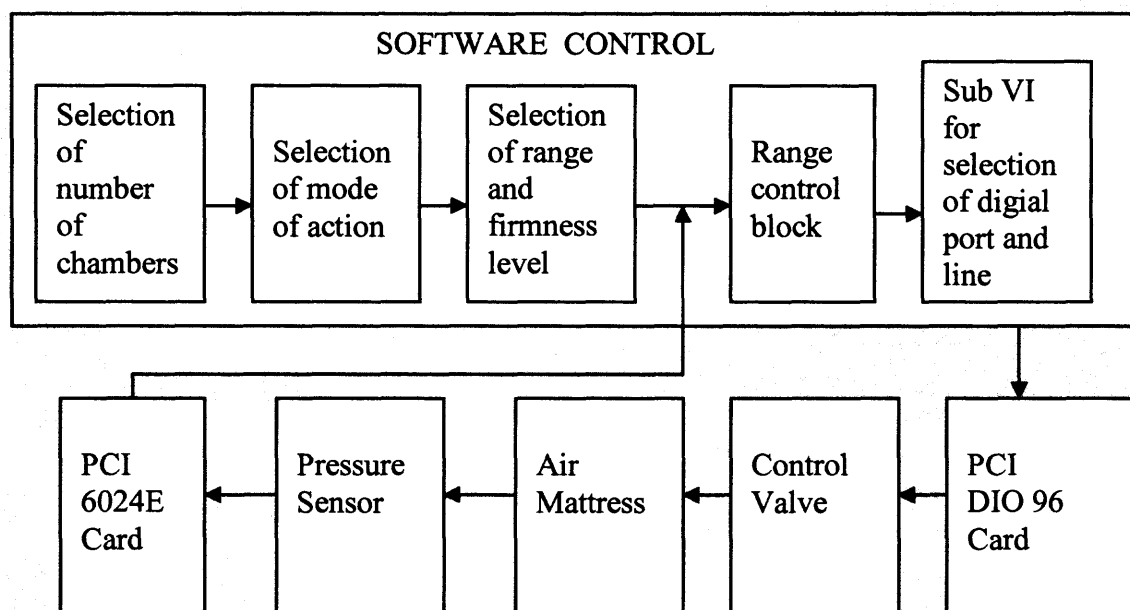 SOFTWARE CONTROL
Selection
of
number
of
chambers
Selection
of mode
of action
Selection
of range
and
firmness
level
Range
control
block
Sub VI
for
selection
of digial
port and
line
PCI
6024E
Card
Pressure
Sensor
Air
Mattress
Control
Valve
PCI
DIO 96
Card